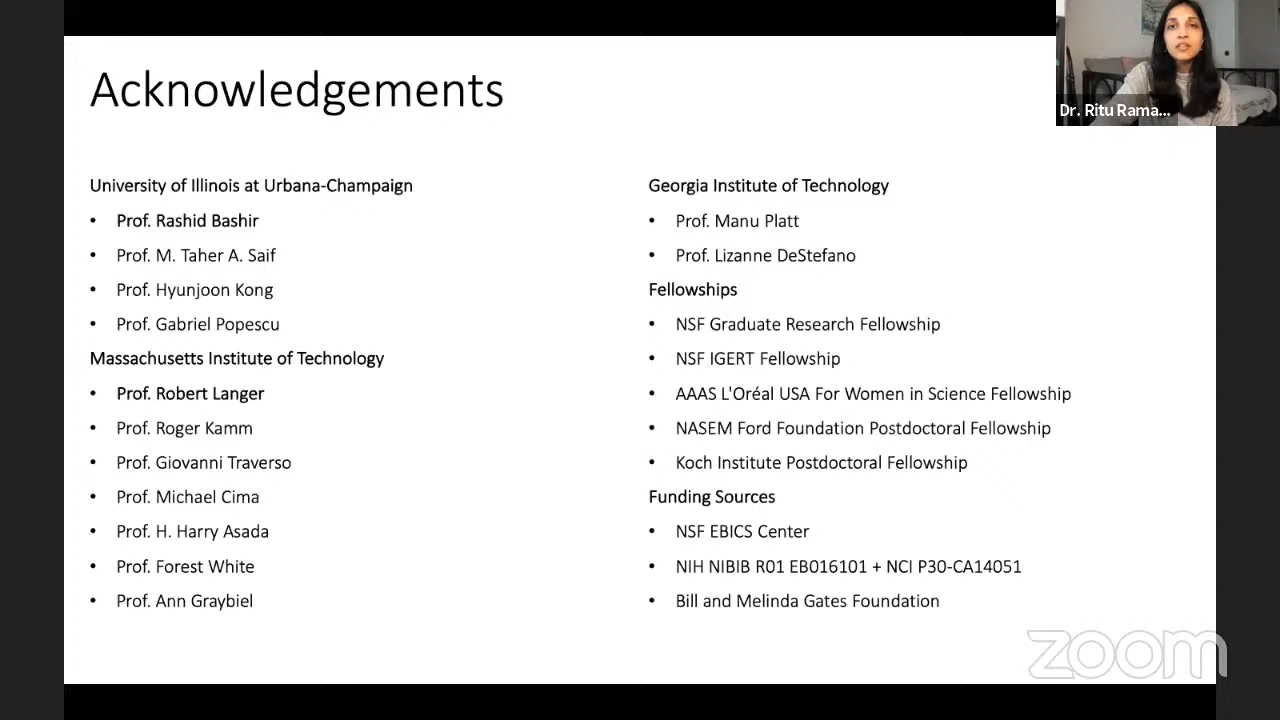 Acknowledgements
Dr. Ritu Rama...
University of Illinois at Urbana-Champaign
• Prof. Rashid Bashir
• Prof. M. Taher A. Saif
• Prof. Hyunjoon Kong
• Prof. Gabriel Popescu
Massachusetts Institute of Technology
• Prof. Robert Langer
• Prof. Roger Kamm
• Prof. Giovanni Traverso
• Prof. Michael Cima
• Prof. H. Harry Asada
• Prof. Forest White
• Prof. Ann Graybiel
Georgia Institute of Technology
• Prof. Manu Platt
• Prof. Lizanne DeStefano
Fellowships
• NSF Graduate Research Fellowship
• NSF IGERT Fellowship
• AAAS L'Oréal USA For Women in Science Fellowship
• NASEM Ford Foundation Postdoctoral Fellowship
• Koch Institute Postdoctoral Fellowship
Funding Sources
• NSF EBICS Center
• NIH NIBIB R01 EB016101 + NCI P30-CA14051
• Bill and Melinda Gates Foundation
zoom